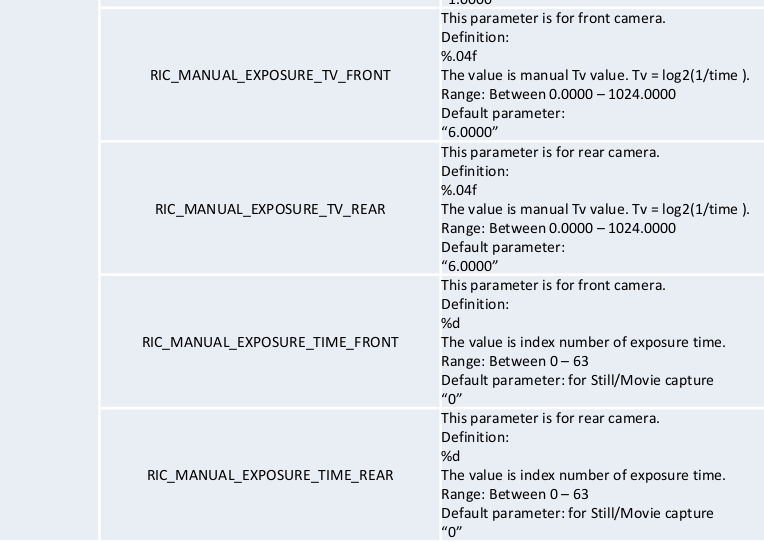 "1.0000"
This parameter is for front camera.
Definition:
%.04f
RIC_MANUAL_EXPOSURE_TV_FRONT
The value is manual Tv value. Tv = log2(1/time ).
Range: Between 0.0000 – 1024.0000
Default parameter:
“6.0000”
This parameter is for rear camera.
Definition:
%.04f
RIC_MANUAL_EXPOSURE_TV_REAR
The value is manual Tv value. Tv = log2(1/time ).
Range: Between 0.0000 – 1024.0000
Default parameter:
“6.0000”
This parameter is for front camera.
Definition:
%d
RIC_MANUAL_EXPOSURE_TIME_FRONT
The value is index number of exposure time.
Range: Between 0 – 63
Default parameter: for Still/Movie capture
“0”
This parameter is for rear camera.
Definition:
%d
RIC_MANUAL_EXPOSURE_TIME_REAR
The value is index number of exposure time.
Range: Between 0 – 63
Default parameter: for Still/Movie capture
“0”